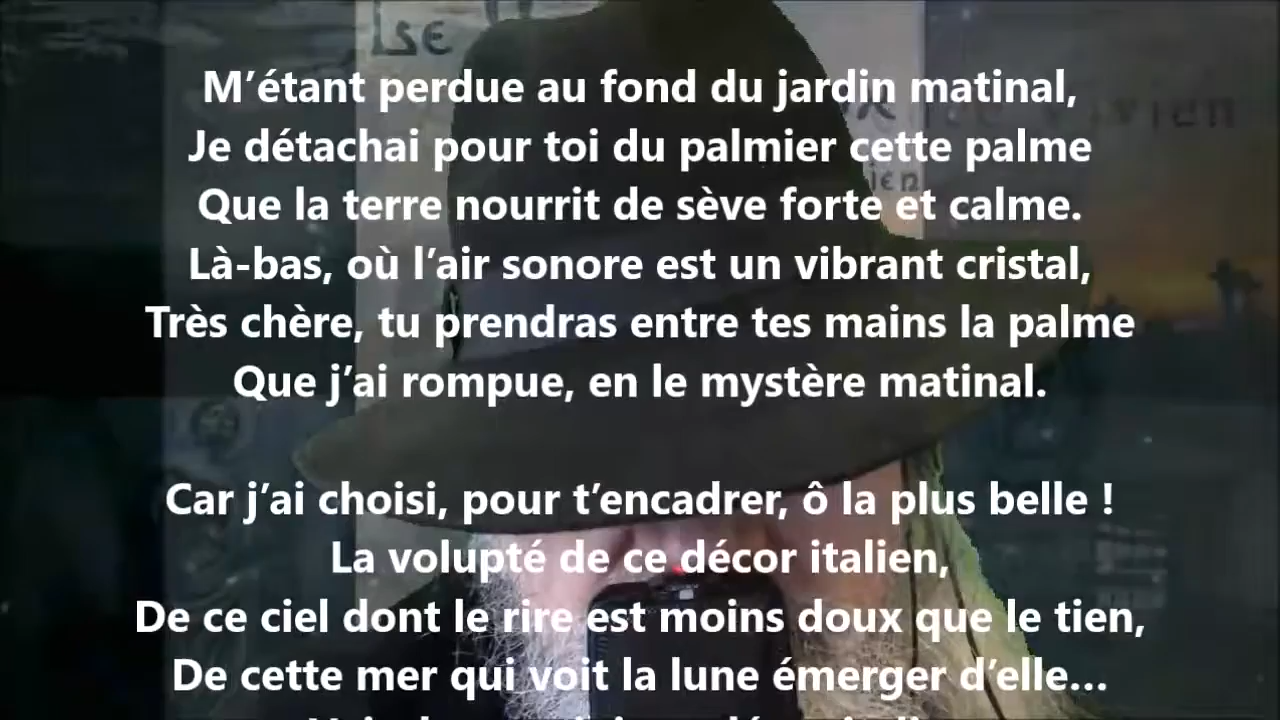 lse
M’étant perdue au fond du jardin matinal,
Je détachai pour toi du palmier cette palme
Que la terre nourrit de sève forte et calme.
Là-bas, où l’air sonore est un vibrant cristal,
Très chère, tu prendras entre tes mains la palme
Que j’ai rompue, en le mystère matinal.
Car j’ai choisi, pour t’encadrer, ô la plus belle !
La volupté de ce décor italien,
De ce ciel dont le rire est moins doux que le tien,
De cette mer qui voit la lune émerger d’elle…